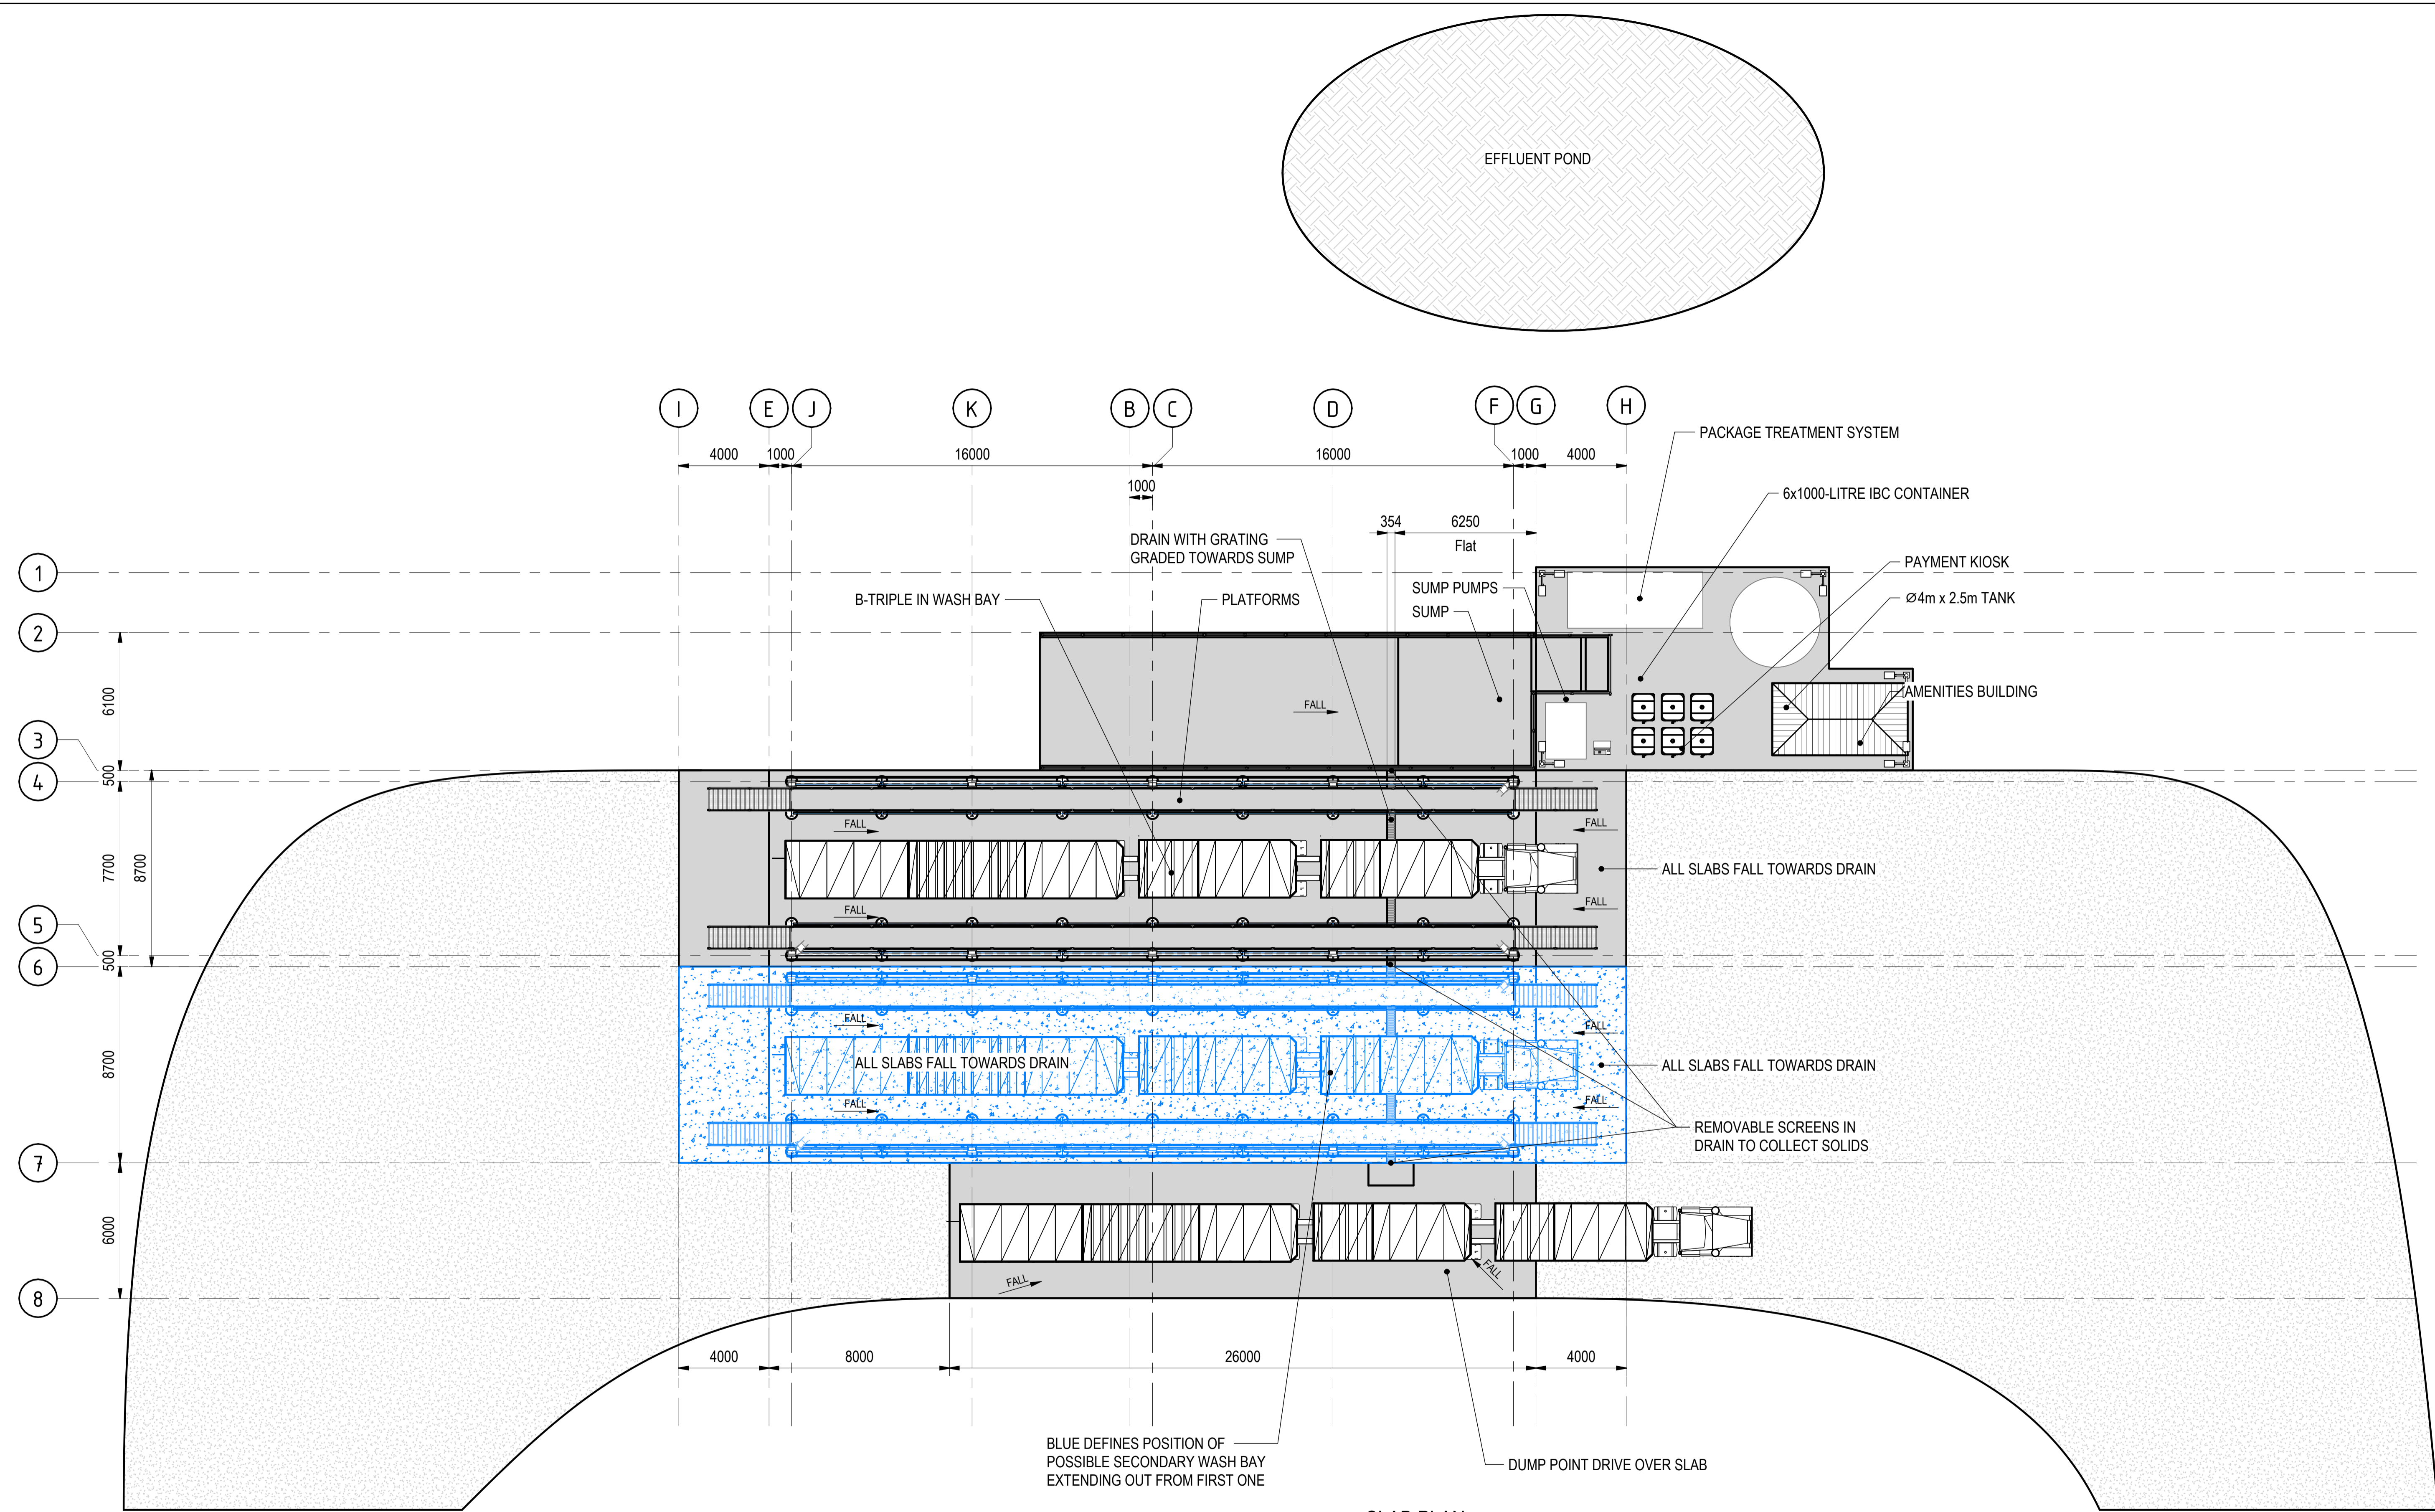 EFFLUENT POND
I
E
J
K
B
C
D
F
G
H
PACKAGE TREATMENT SYSTEM
4000
1000
16000
16000
1000
4000
1000
6x1000-LITRE IBC CONTAINER
354
6250
Flat
DRAIN WITH GRATING
GRADED TOWARDS SUMP
PAYMENT KIOSK
1
B-TRIPLE IN WASH BAY
PLATFORMS
SUMP PUMPS
SUMP
Ø4m x 2.5m TANK
2
6100
FALL
AMENITIES BUILDING
3
500
4
FALL
FALL
7700
8700
ALL SLABS FALL TOWARDS DRAIN
FALL
FALL
5
500
6
FALL
FALL
8700
ALL SLABS FALL TOWARDS DRAIN
ALL SLABS FALL TOWARDS DRAIN
FALL
FALL
REMOVABLE SCREENS IN
DRAIN TO COLLECT SOLIDS
7
6000
FALL
FALL
8
4000
8000
26000
4000
BLUE DEFINES POSITION OF
POSSIBLE SECONDARY WASH BAY
EXTENDING OUT FROM FIRST ONE
DUMP POINT DRIVE OVER SLAB